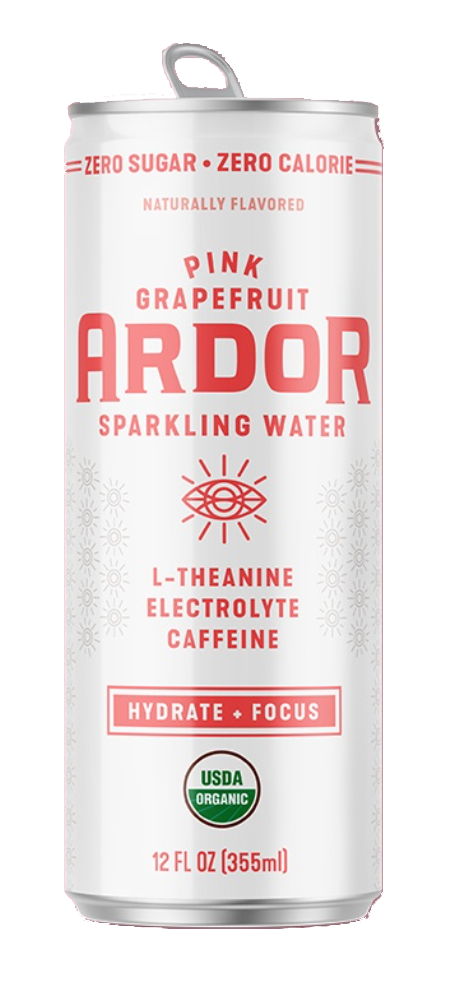 ZERO SUGAR • ZERO CALORIE
NATURALLY FLAVORED
PINK
GRAPEFRUIT
ARDOR
SPARKLING WATER
L-THEANINE
ELECTROLYTE
CAFFEINE
HYDRATE + FOCUS
USDA
ORGANIC
12 FL OZ (355ml)